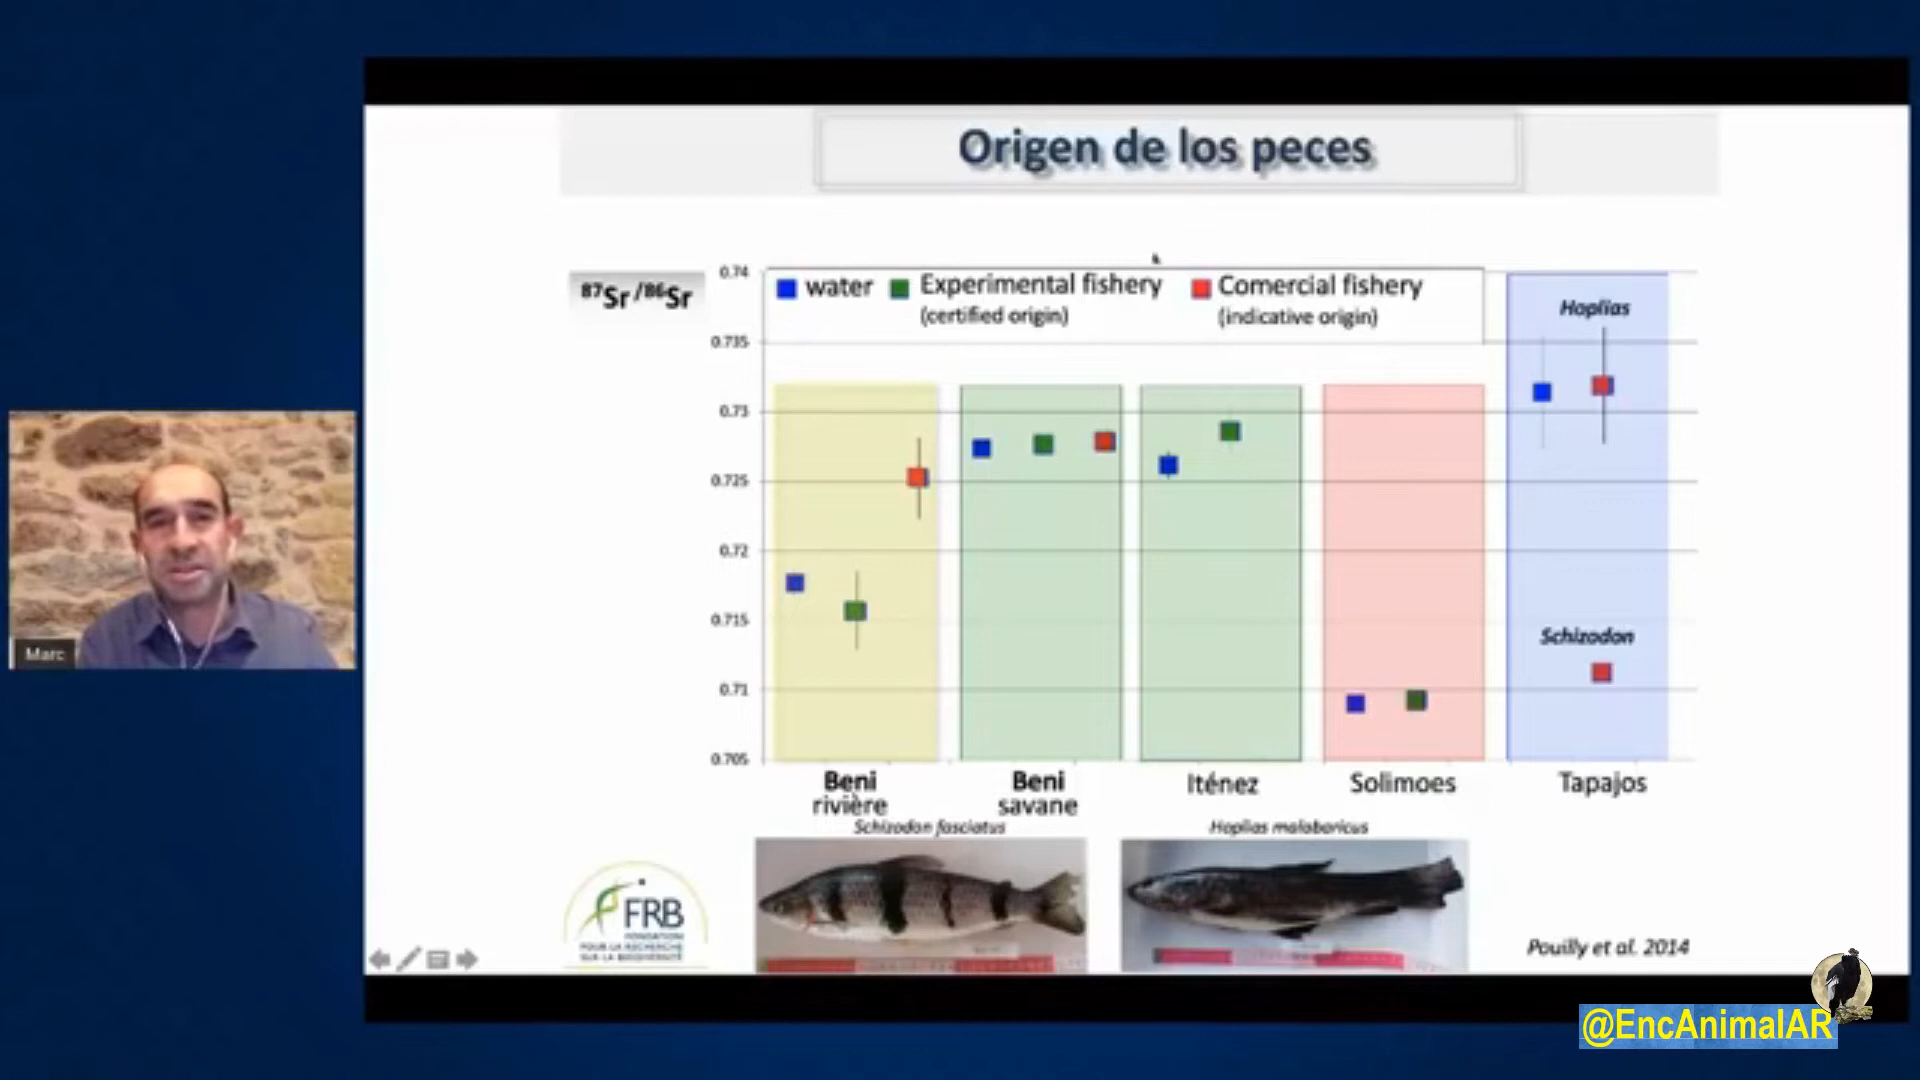 Origen de los peces
87Sr/86Sr
water
Experimental fishery
(certified origin)
Comercial fishery
(indicative origin)
0.74
0.735
0.73
0.725
0.72
0.715
0.71
0.705
Hoplias
Schizodon
Beni
rivière
Beni
savane
Iténez
Solimoes
Tapajos
Schizodon fasciatus
Hoplias malabaricus
FRB
FONDATION
POUR LA RECHERCHE
SUR LA BIODIVERSITÉ
Pouilly et al. 2014
Marc
@EncAnimalAR